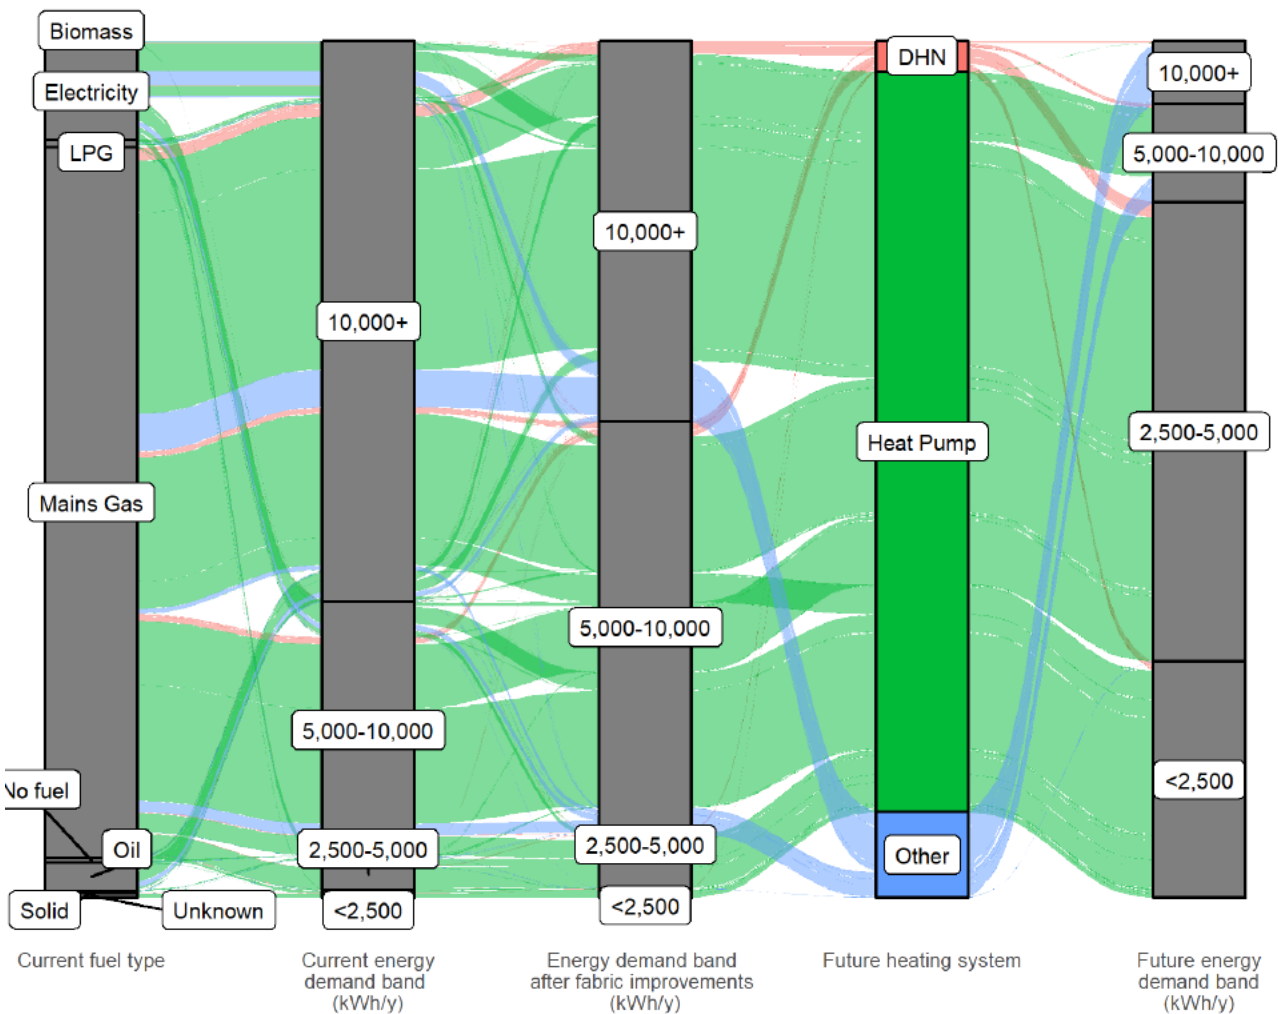 Biomass
Electricity
LPG
Mains Gas
No fuel
Oil
Solid
Unknown
10,000+
5,000-10,000
2,500-5,000
<2,500
10,000+
5,000-10,000
2,500-5,000
<2,500
DHN
Heat Pump
Other
10,000+
5,000-10,000
2,500-5,000
<2,500
Current fuel type
Current energy
demand band
(kWh/y)
Energy demand band
after fabric improvements
(kWh/y)
Future heating system
Future energy
demand band
(kWh/y)